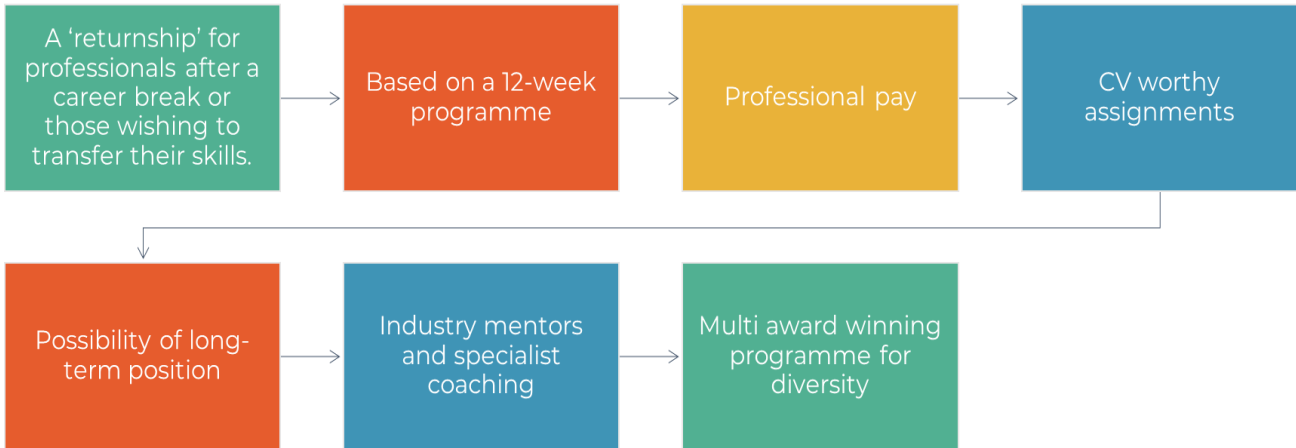 A ‘returnship’ for
professionals after a
career break or
those wishing to
transfer their skills.
Based on a 12-week
programme
Professional pay
CV worthy
assignments
Possibility of long-
term position
Industry mentors
and specialist
coaching
Multi award winning
programme for
diversity